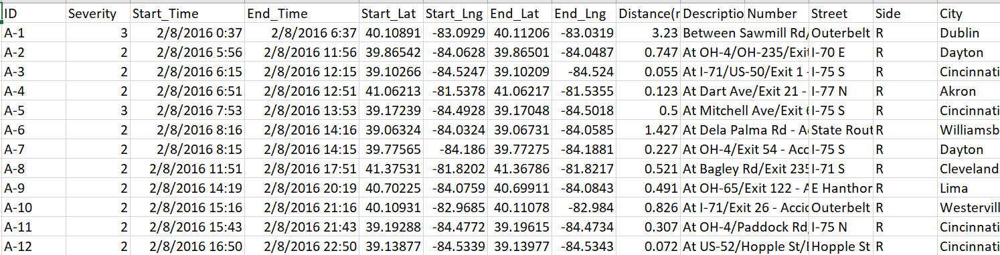 ID Severity Start_Time End_Time Start_Lat Start_Lng End_Lat End_Lng Distance(r Descriptio Number Street Side City
A-1 3 2/8/2016 0:37 2/8/2016 6:37 40.10891 -83.0929 40.11206 -83.0319 3.23 Between Sawmill Rd/ Outerbelt R Dublin
A-2 2 2/8/2016 5:56 2/8/2016 11:56 39.86542 -84.0628 39.86501 -84.0487 0.747 At OH-4/OH-235/Exit I-70 E R Dayton
A-3 2 2/8/2016 6:15 2/8/2016 12:15 39.10266 -84.5247 39.10209 -84.524 0.055 At I-71/US-50/Exit 1 - I-75 S R Cincinnati
A-4 2 2/8/2016 6:51 2/8/2016 12:51 41.06213 -81.5378 41.06217 -81.5355 0.123 At Dart Ave/Exit 21 - I-77 N R Akron
A-5 3 2/8/2016 7:53 2/8/2016 13:53 39.17239 -84.4928 39.17048 -84.5018 0.5 At Mitchell Ave/Exit 6 I-75 S R Cincinnati
A-6 2 2/8/2016 8:16 2/8/2016 14:16 39.06324 -84.0324 39.06731 -84.0585 1.427 At Dela Palma Rd - A State Rout R Williamsb
A-7 2 2/8/2016 8:15 2/8/2016 14:15 39.77565 -84.186 39.77275 -84.1881 0.227 At OH-4/Exit 54 - Acc I-75 S R Dayton
A-8 2 2/8/2016 11:51 2/8/2016 17:51 41.37531 -81.8202 41.36786 -81.8217 0.521 At Bagley Rd/Exit 235 I-71 S R Cleveland
A-9 2 2/8/2016 14:19 2/8/2016 20:19 40.70225 -84.0759 40.69911 -84.0843 0.491 At OH-65/Exit 122 - A E Hanthor R Lima
A-10 2 2/8/2016 15:16 2/8/2016 21:16 40.10931 -82.9685 40.11078 -82.984 0.826 At I-71/Exit 26 - Accid Outerbelt R Westervill
A-11 2 2/8/2016 15:43 2/8/2016 21:43 39.19288 -84.4772 39.19615 -84.4734 0.307 At OH-4/Paddock Rd/ I-75 N R Cincinnati
A-12 2 2/8/2016 16:50 2/8/2016 22:50 39.13877 -84.5339 39.13977 -84.5343 0.072 At US-52/Hopple St/ Hopple St R Cincinnati